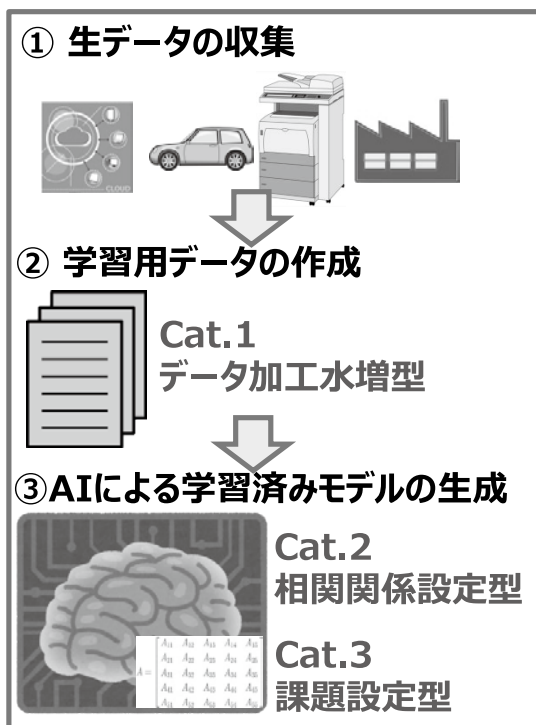 ① 生データの収集
CLOUD
② 学習用データの作成
Cat.1
データ加工水増型
③AIによる学習済みモデルの生成
Cat.2
相関関係設定型
Cat.3
課題設定型
A =